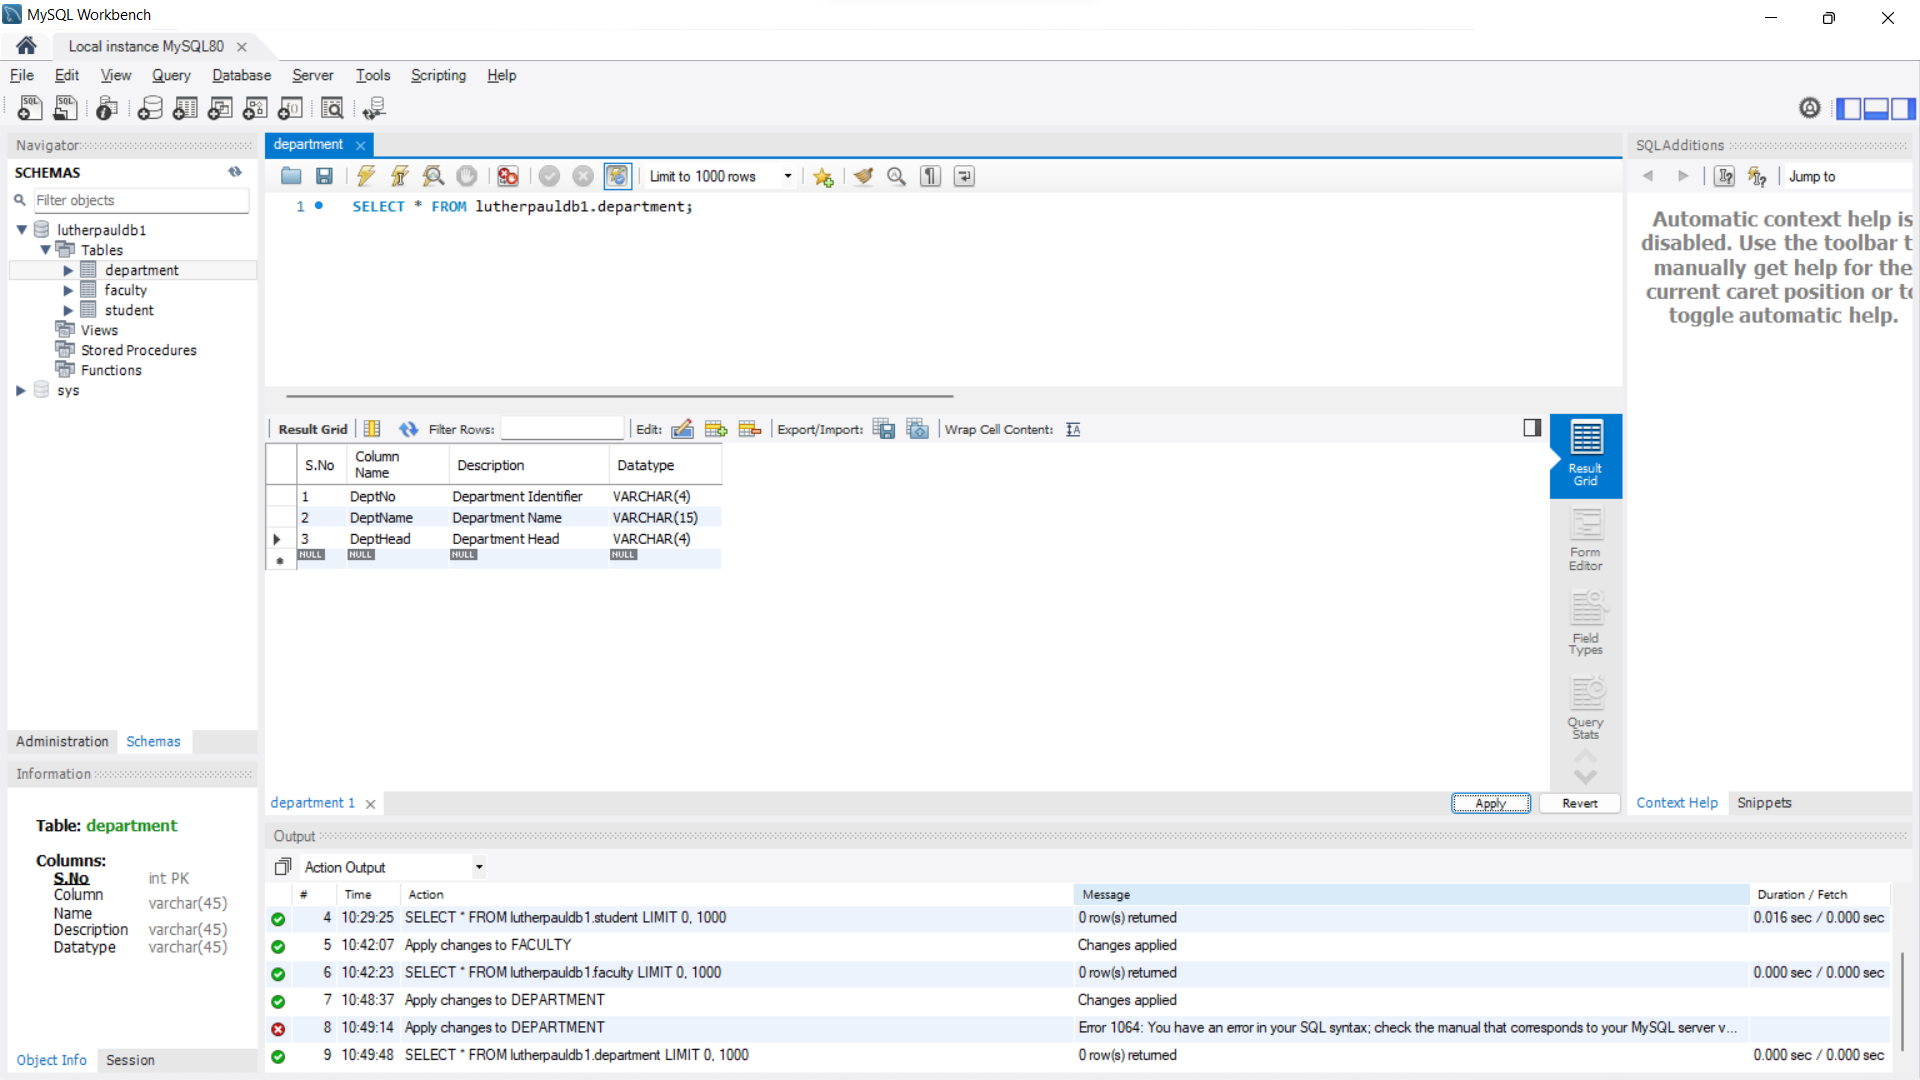 MySQL Workbench
Local instance MySQL80
File Edit View Query Database Server Tools Scripting Help
Navigator
SCHEMAS
Filter objects
lutherpauldb1
Tables
department
faculty
student
Views
Stored Procedures
Functions
sys
Administration Schemas
Information
Table: department
Columns:
S.No int PK
Column Name varchar(45)
Description varchar(45)
Datatype varchar(45)
Object Info Session
department
Limit to 1000 rows
1 SELECT * FROM lutherpauldb1.department;
Result Grid Filter Rows: Edit: Export/Import: Wrap Cell Content:
S.No Column Name Description Datatype
1 DeptNo Department Identifier VARCHAR(4)
2 DeptName Department Name VARCHAR(15)
3 DeptHead Department Head VARCHAR(4)
NULL NULL NULL NULL
Result Grid
Form Editor
Field Types
Query Stats
department 1 Apply Revert
SQLAdditions
Jump to
Automatic context help is
disabled. Use the toolbar t
manually get help for the
current caret position or to
toggle automatic help.
Context Help Snippets
Output
Action Output
# Time Action Message Duration / Fetch
4 10:29:25 SELECT * FROM lutherpauldb1.student LIMIT 0, 1000 0 row(s) returned 0.016 sec / 0.000 sec
5 10:42:07 Apply changes to FACULTY Changes applied
6 10:42:23 SELECT * FROM lutherpauldb1.faculty LIMIT 0, 1000 0 row(s) returned 0.000 sec / 0.000 sec
7 10:48:37 Apply changes to DEPARTMENT Changes applied
8 10:49:14 Apply changes to DEPARTMENT Error 1064: You have an error in your SQL syntax; check the manual that corresponds to your MySQL server v...
9 10:49:48 SELECT * FROM lutherpauldb1.department LIMIT 0, 1000 0 row(s) returned 0.000 sec / 0.000 sec